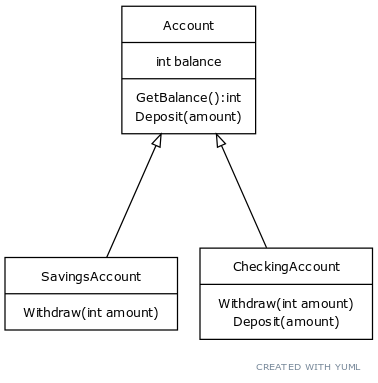 Account
int balance
GetBalance():int
Deposit(amount)
SavingsAccount
Withdraw(int amount)
CheckingAccount
Withdraw(int amount)
Deposit(amount)
CREATED WITH YUML